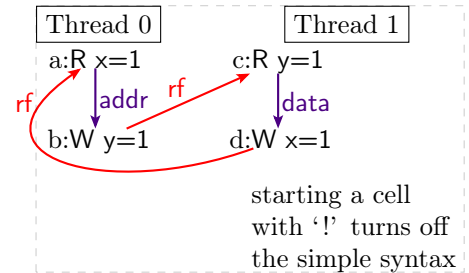 Thread 0 Thread 1
a:R x=1 c:R y=1
rf addr rf data
b:W y=1 d:W x=1
starting a cell
with ‘!’ turns off
the simple syntax